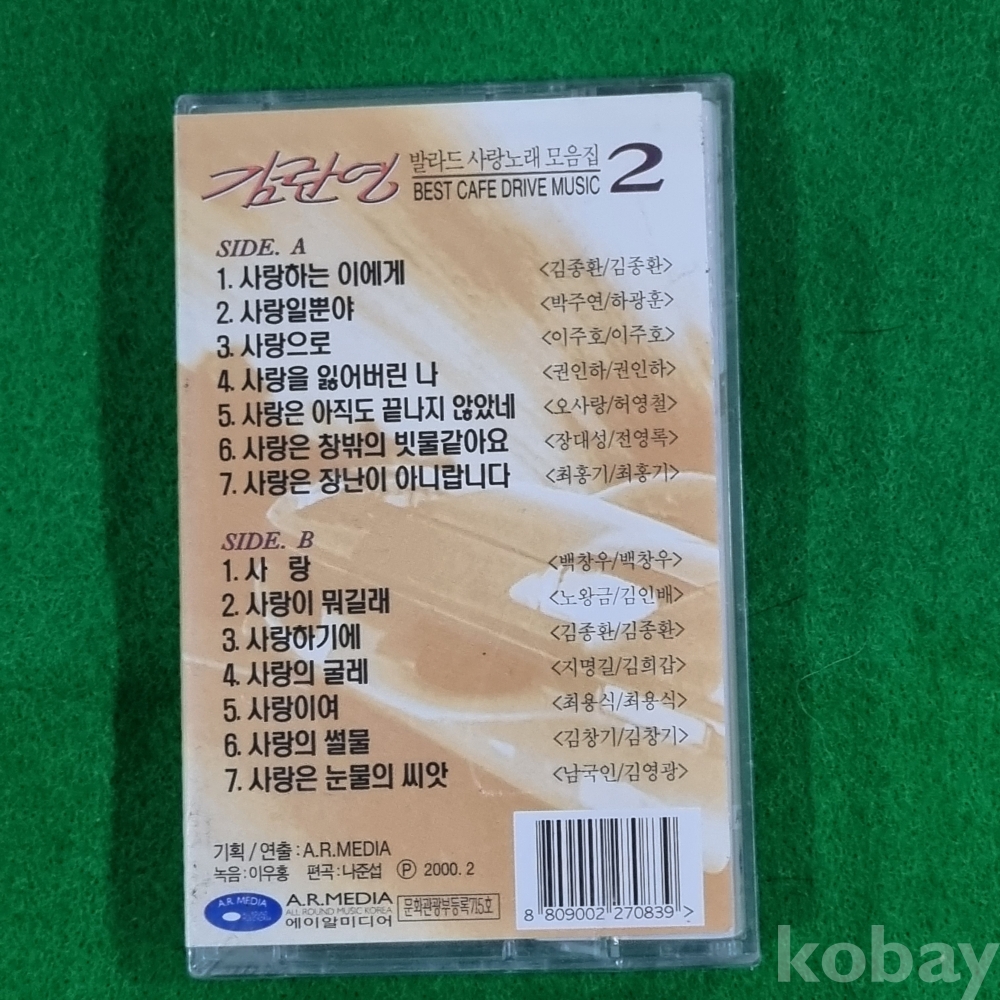 김란영 발라드 사랑노래 모음집 2
BEST CAFE DRIVE MUSIC
SIDE. A
1. 사랑하는 이에게 <김종환/김종환>
2. 사랑일뿐야 <박주연/하광훈>
3. 사랑으로 <이주호/이주호>
4. 사랑을 잃어버린 나 <권인하/권인하>
5. 사랑은 아직도 끝나지 않았네 <오사랑/허영철>
6. 사랑은 창밖의 빗물같아요 <장대성/전영록>
7. 사랑은 장난이 아니랍니다 <최홍기/최홍기>
SIDE. B
1. 사 랑 <백창우/백창우>
2. 사랑이 뭐길래 <노왕금/김인배>
3. 사랑하기에 <김종환/김종환>
4. 사랑의 굴레 <지명길/김희갑>
5. 사랑이여 <최용식/최용식>
6. 사랑의 썰물 <김창기/김창기>
7. 사랑은 눈물의 씨앗 <남국인/김영광>
기획/연출 : A.R.MEDIA
녹음 : 이우홍 편곡 : 나준섭 Ⓟ 2000. 2
A.R. MEDIA
A.R.MEDIA
ALL ROUND MUSIC KOREA
에이알미디어
문화관광부등록715호
8 809002 270839 >
kobay